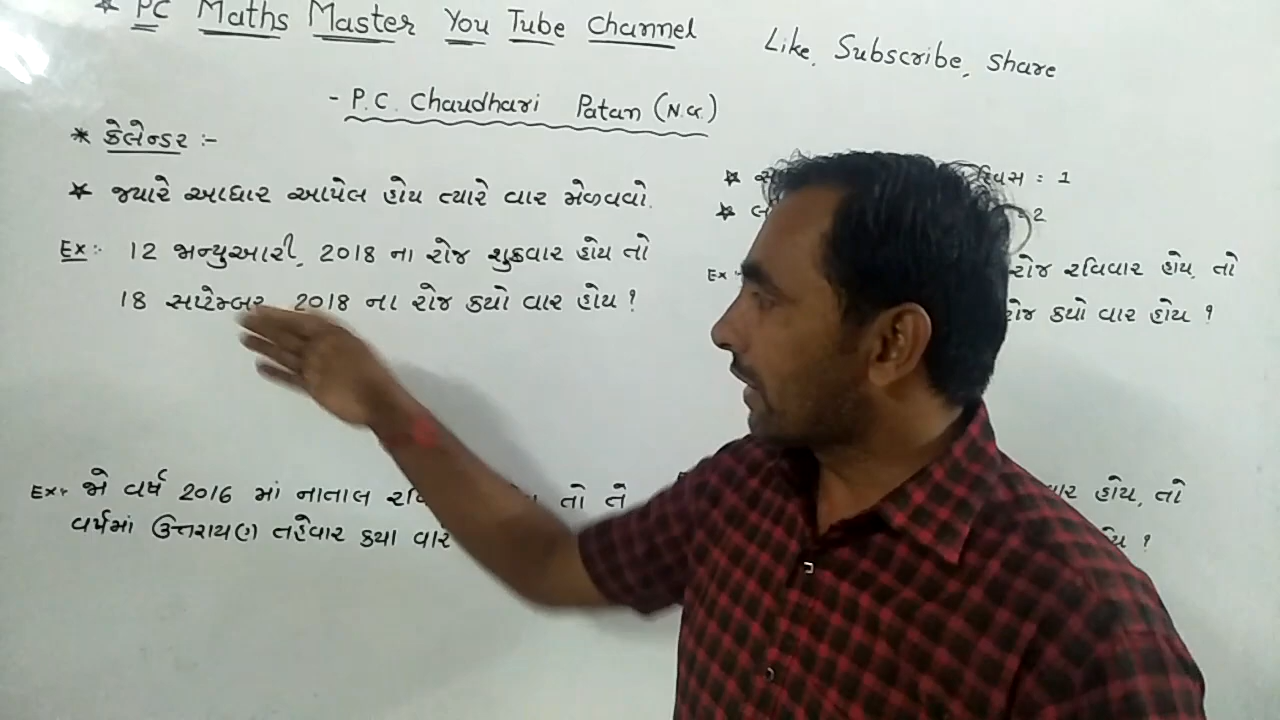 * PC Maths Master You Tube Channel
Like, Subscribe, Share
- P.C. Chaudhari Patan (N.G.)
* કેલેન્ડર :-
* જ્યારે આધાર આપેલ હોય ત્યારે વાર મેળવવો.
Ex:- 12 જાન્યુઆરી, 2018 ના રોજ શુક્રવાર હોય તો
18 સપ્ટેમ્બર, 2018 ના રોજ કયો વાર હોય ?
Ex:- જો વર્ષ 2016 માં નાતાલ તો તે
વર્ષમાં ઉત્તરાયણ તહેવાર કયા વારે
: 1
2
Ex:- રોજ રવિવાર હોય, તો
રોજ કયો વાર હોય ?
હોય, તો
?